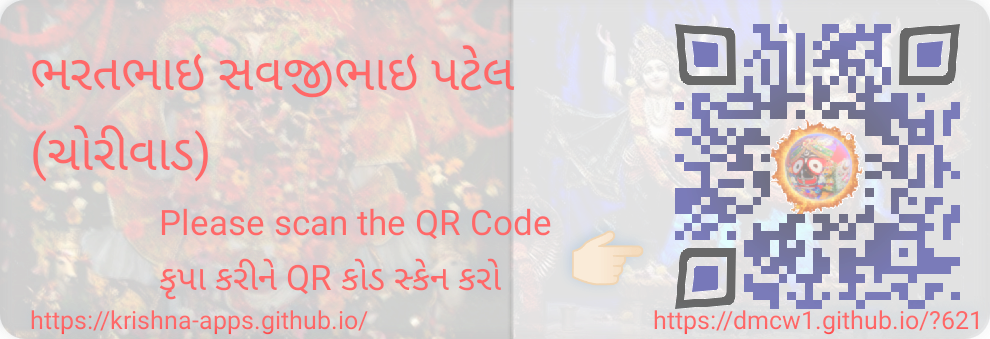 ભરતભાઇ સવજીભાઇ પટેલ
(ચોરીવાડ)
Please scan the QR Code
કૃપા કરીને QR કોડ સ્કેન કરો
https://krishna-apps.github.io/
https://dmcw1.github.io/?621